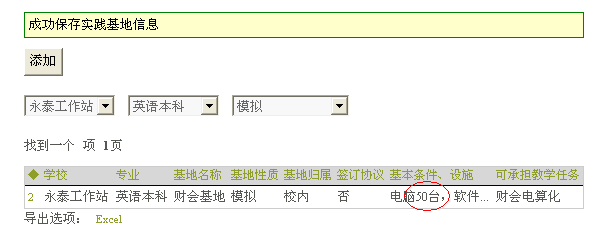 成功保存实践基地信息
添加
永泰工作站 英语本科 模拟
找到一个 项 1页
◆ 学校 专业 基地名称 基地性质 基地归属 签订协议 基本条件、设施 可承担教学任务
2 永泰工作站 英语本科 财会基地 模拟 校内 否 电脑50台，软件... 财会电算化
导出选项： Excel